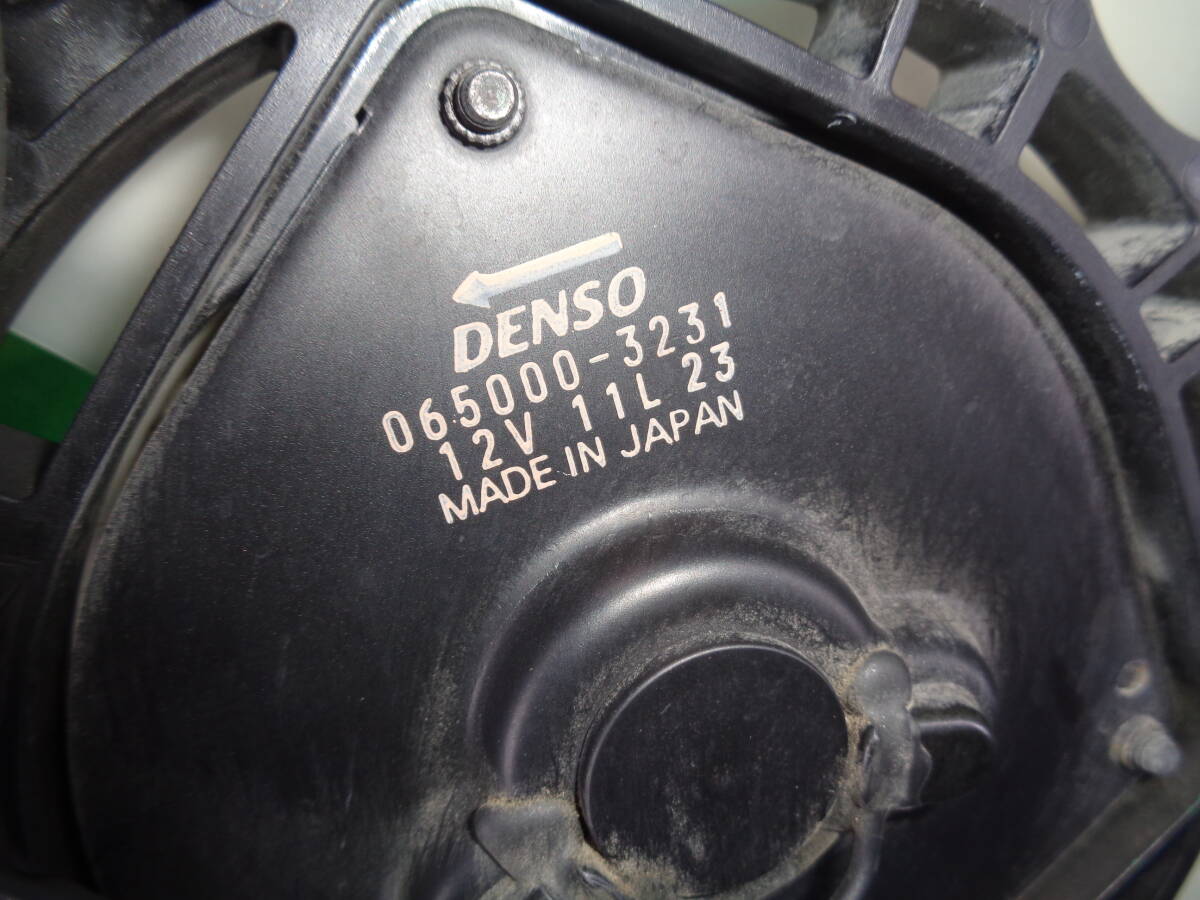 DENSO
065000-3231
12V 11L 23
MADE IN JAPAN